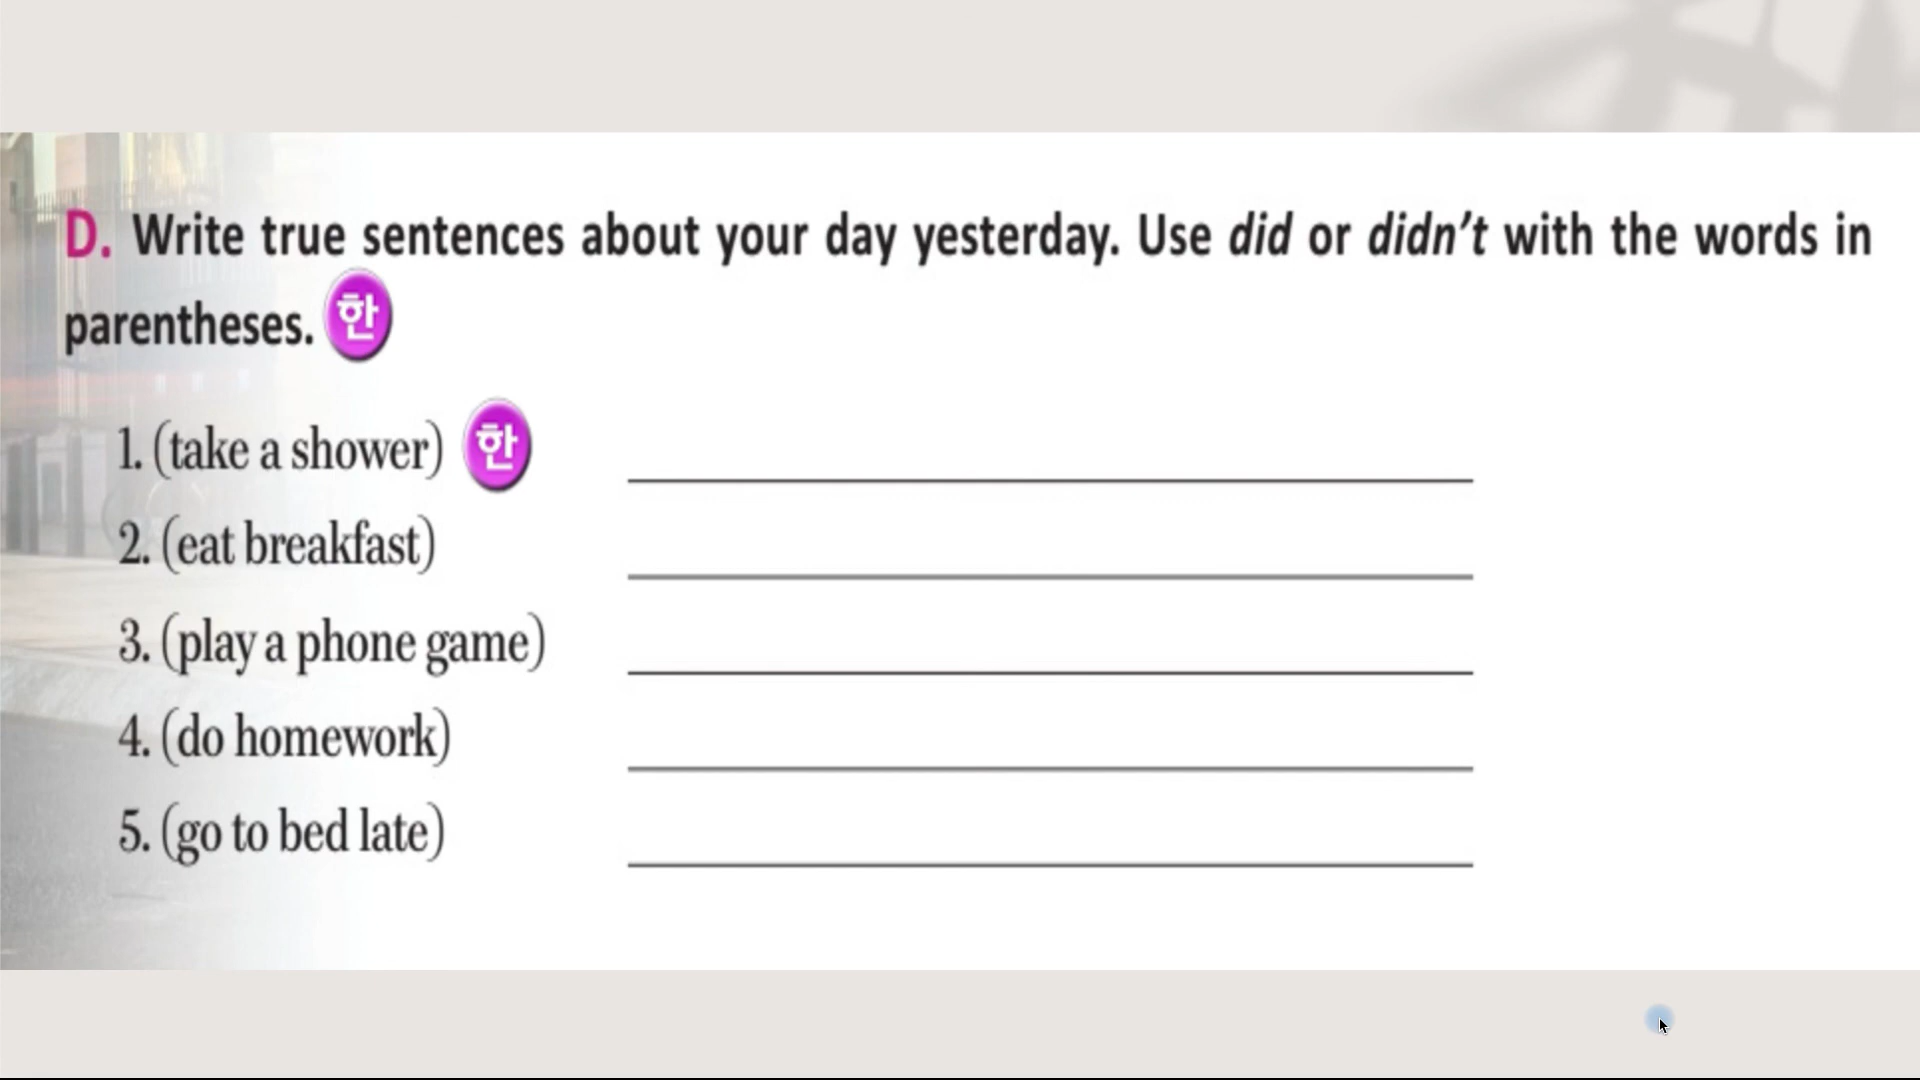 D. Write true sentences about your day yesterday. Use did or didn't with the words in
parentheses. 한
1. (take a shower) 한
2. (eat breakfast)
3. (play a phone game)
4. (do homework)
5. (go to bed late)